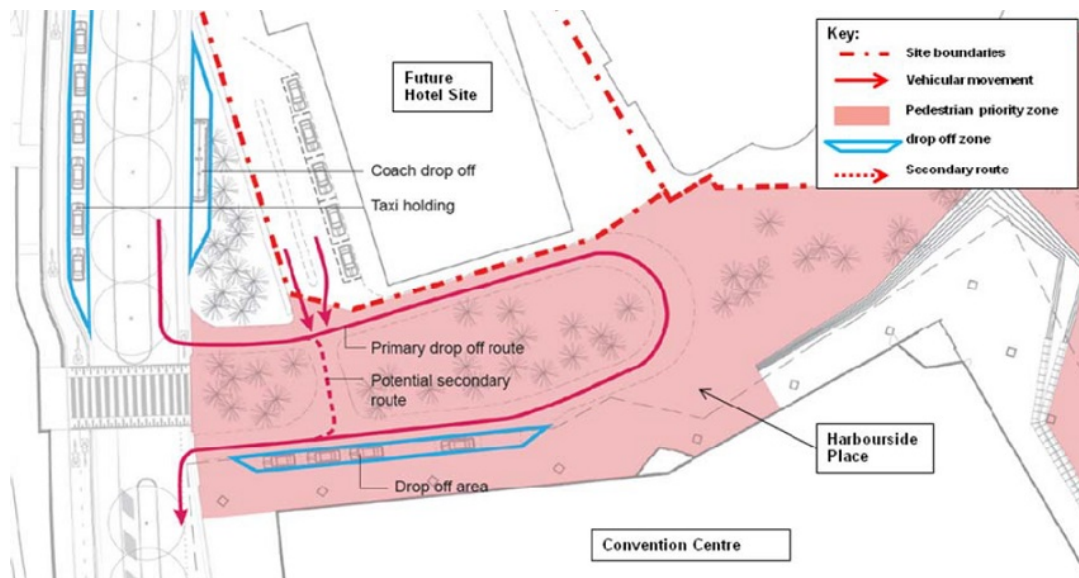 Key:
Site boundaries
Vehicular movement
Pedestrian priority zone
drop off zone
Secondary route
Future
Hotel Site
Coach drop off
Taxi holding
Primary drop off route
Potential secondary
route
Harbourside
Place
Drop off area
Convention Centre